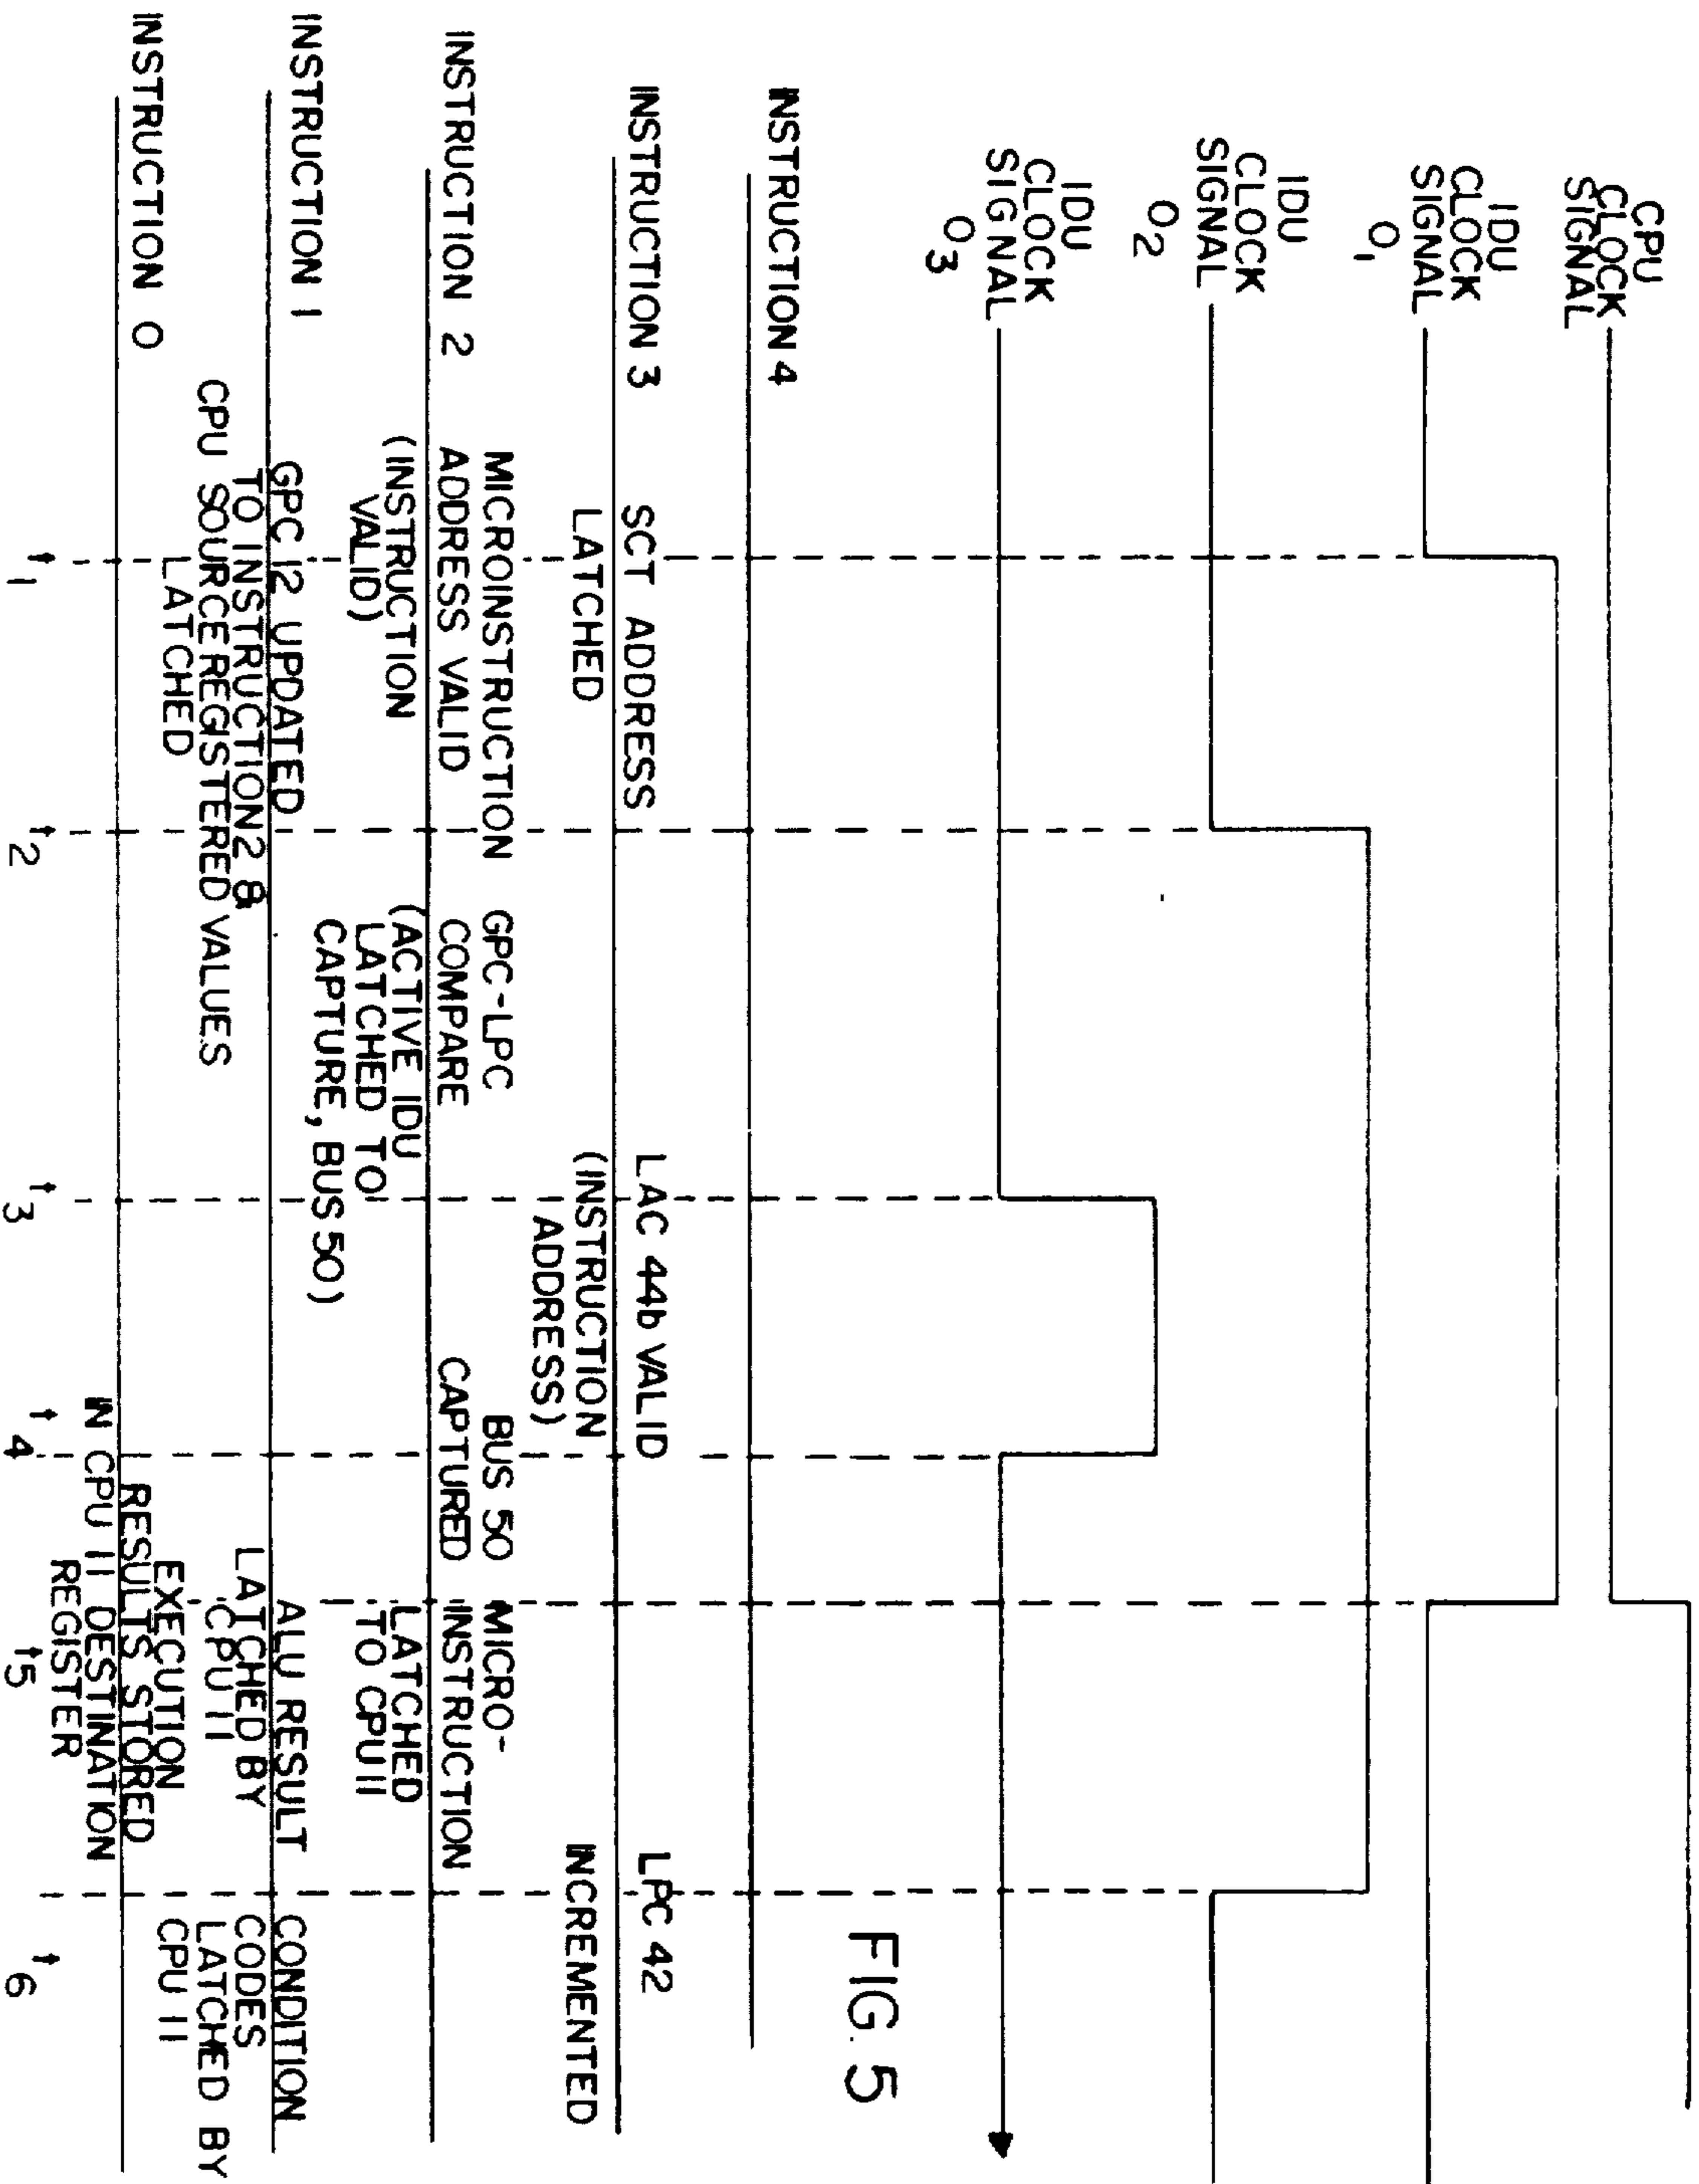 CPU
CLOCK
SIGNAL
IDU
CLOCK
SIGNAL
O1
IDU
CLOCK
SIGNAL
O2
IDU
CLOCK
SIGNAL
O3
FIG. 5
INSTRUCTION 4
INSTRUCTION 3
SCT ADDRESS
LATCHED
LAC 44b VALID
(INSTRUCTION
ADDRESS)
LPC 42
INCREMENTED
INSTRUCTION 2
MICROINSTRUCTION
ADDRESS VALID
(INSTRUCTION
VALID)
GPC-LPC
COMPARE
(ACTIVE IDU
LATCHED TO
CAPTURE, BUS 50)
BUS 50
CAPTURED
MICRO-
INSTRUCTION
LATCHED
TO CPU11
INSTRUCTION 1
GPC 12 UPDATED
TO INSTRUCTION 2 &
CPU SOURCE REGISTERED VALUES
LATCHED
ALU RESULT
LATCHED BY
CPU 11
CONDITION
CODES
LATCHED BY
CPU 11
INSTRUCTION 0
EXECUTION
RESULTS STORED
IN CPU 11 DESTINATION
REGISTER
t1
t2
t3
t4
t5
t6